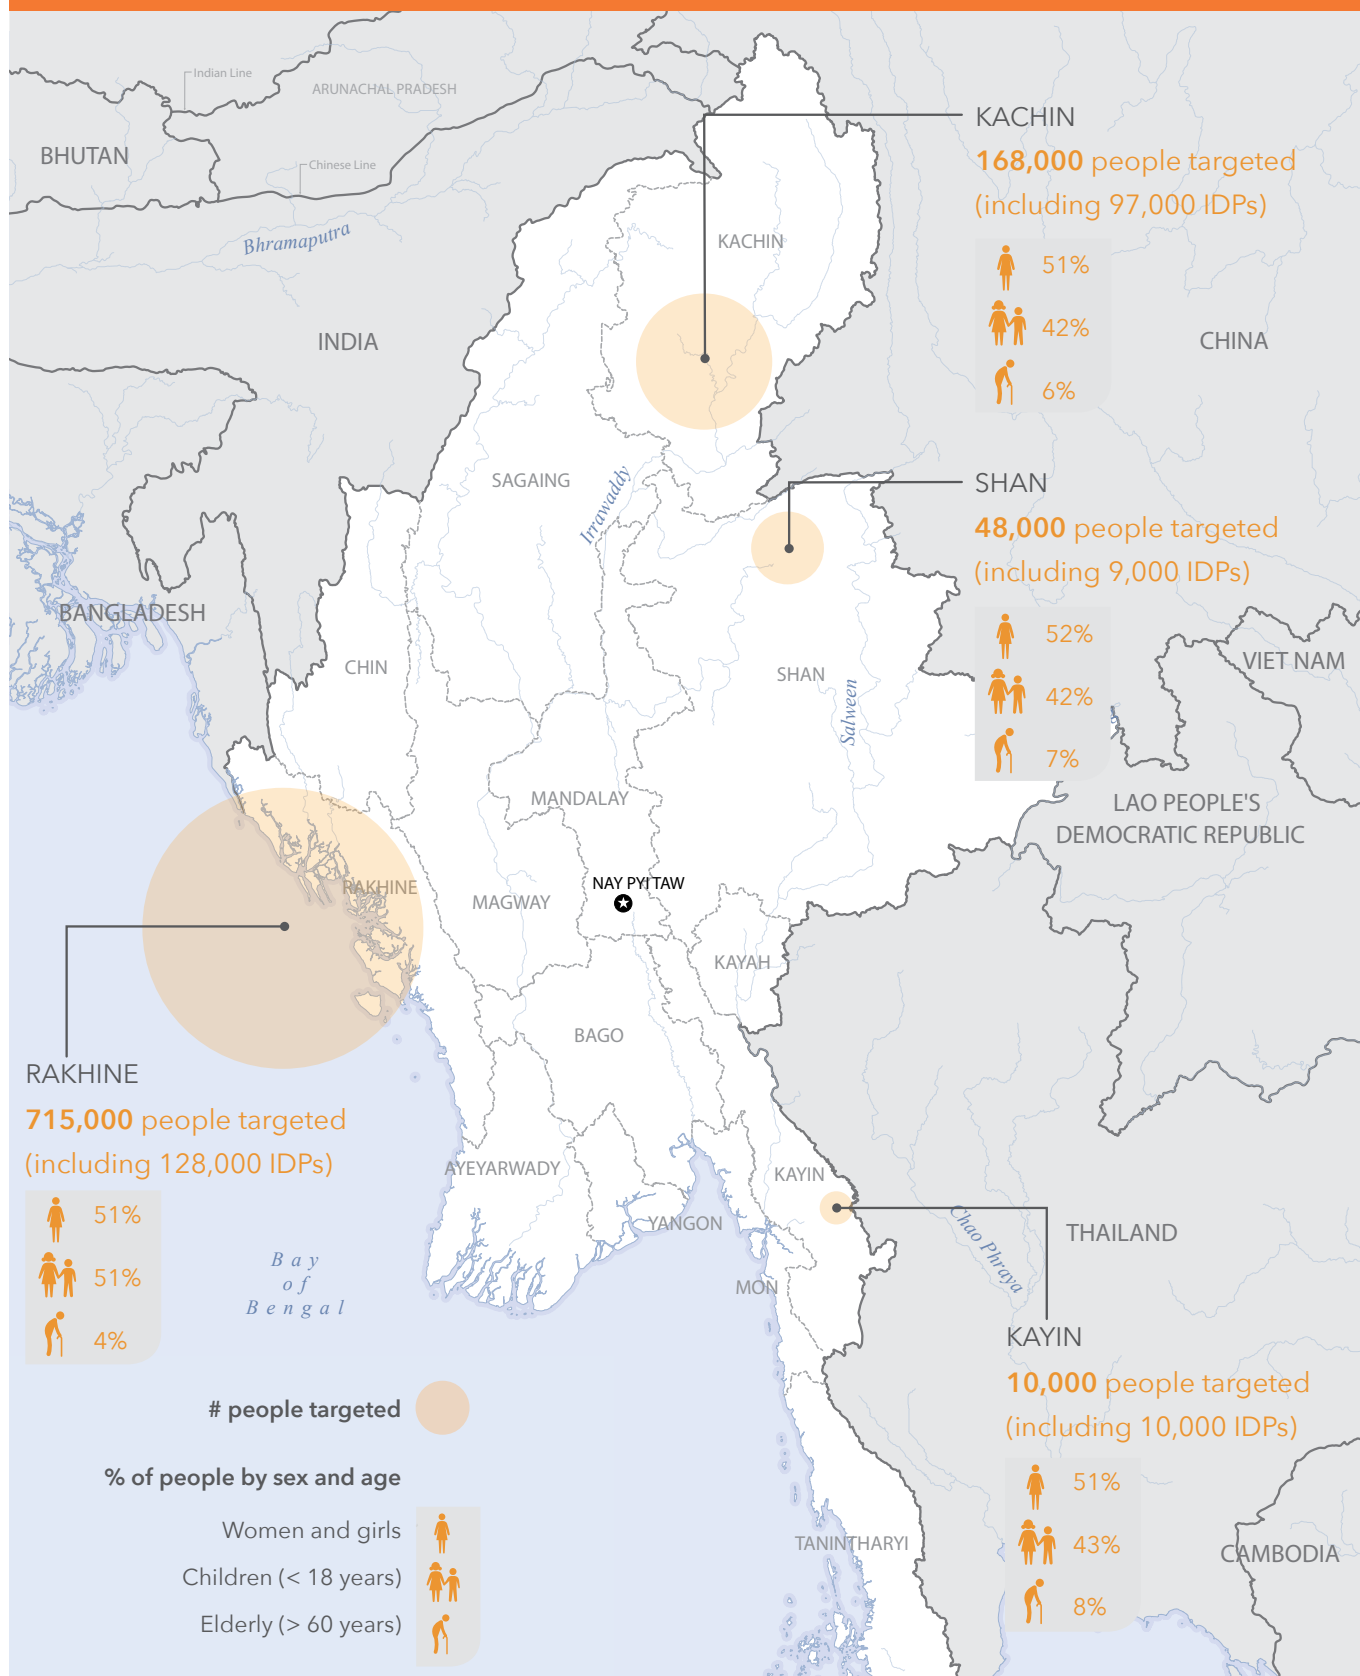 Indian Line
ARUNACHAL PRADESH
BHUTAN
Chinese Line
Bhramaputra
INDIA
KACHIN
CHINA
KACHIN
168,000 people targeted
(including 97,000 IDPs)
51%
42%
6%
SAGAING
Irrawaddy
SHAN
48,000 people targeted
(including 9,000 IDPs)
52%
42%
7%
BANGLADESH
CHIN
SHAN
Salween
VIET NAM
LAO PEOPLE'S
DEMOCRATIC REPUBLIC
MANDALAY
NAY PYI TAW
RAKHINE
MAGWAY
KAYAH
BAGO
RAKHINE
715,000 people targeted
(including 128,000 IDPs)
51%
51%
4%
AYEYARWADY
YANGON
KAYIN
MON
Bay
of
Bengal
Chao Phraya
THAILAND
KAYIN
10,000 people targeted
(including 10,000 IDPs)
51%
43%
8%
TANINTHARYI
CAMBODIA
# people targeted
% of people by sex and age
Women and girls
Children (< 18 years)
Elderly (> 60 years)